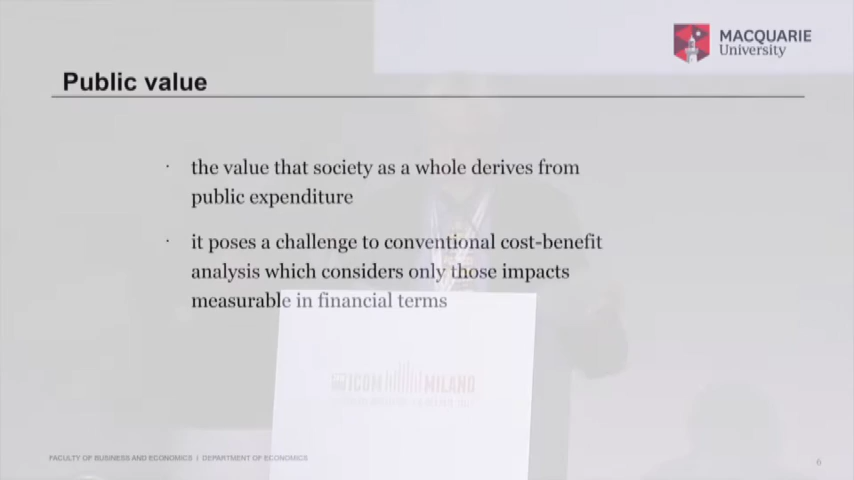 MACQUARIE
University
Public value
· the value that society as a whole derives from
public expenditure
· it poses a challenge to conventional cost-benefit
analysis which considers only those impacts
measurable in financial terms
ICOM MILANO
FACULTY OF BUSINESS AND ECONOMICS | DEPARTMENT OF ECONOMICS
6